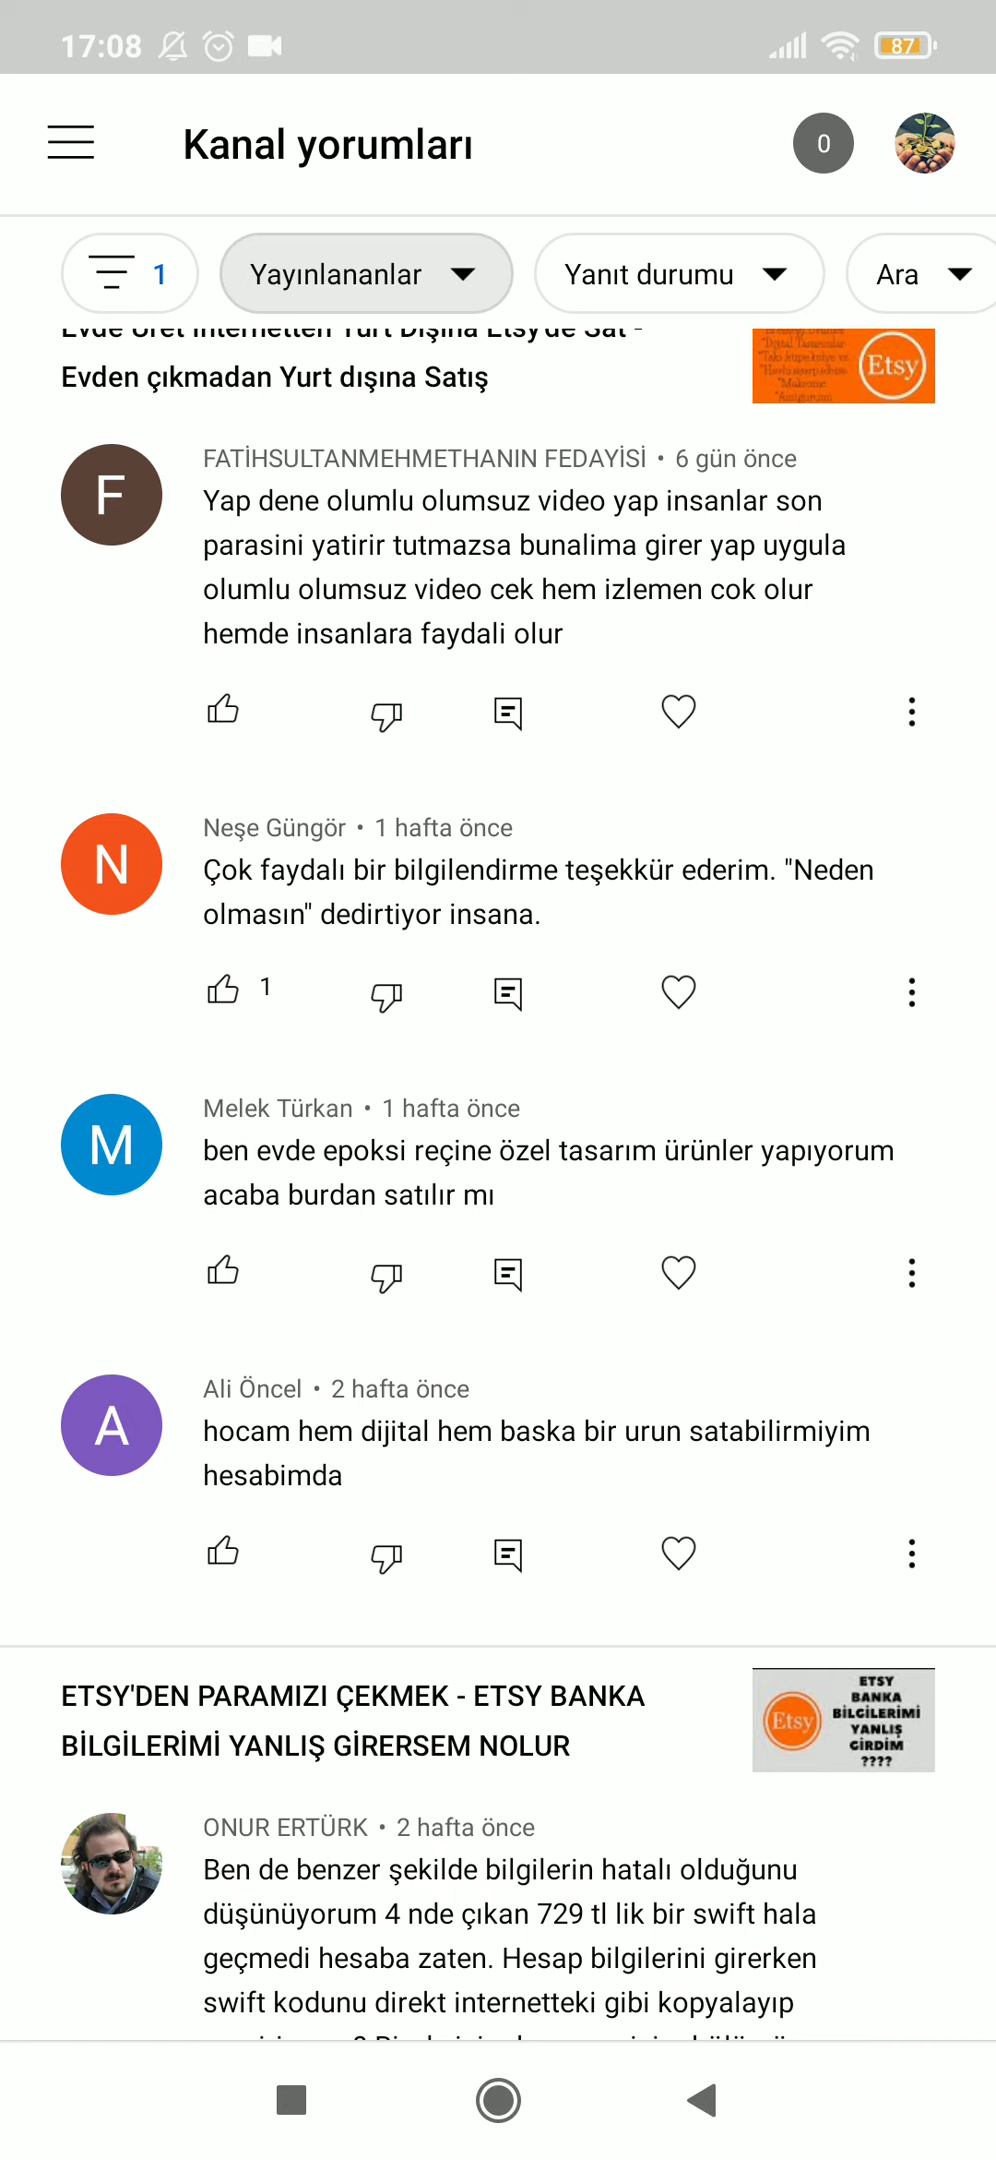 17:08
87
Kanal yorumları
0
1
Yayınlananlar
Yanıt durumu
Ara
Evde Üret İnternetten Yurt Dışına Etsy'de Sat -
Evden çıkmadan Yurt dışına Satış
Etsy
FATİHSULTANMEHMETHANIN FEDAYİSİ • 6 gün önce
Yap dene olumlu olumsuz video yap insanlar son
parasini yatirir tutmazsa bunalima girer yap uygula
olumlu olumsuz video cek hem izlemen cok olur
hemde insanlara faydali olur
Neşe Güngör • 1 hafta önce
Çok faydalı bir bilgilendirme teşekkür ederim. "Neden
olmasın" dedirtiyor insana.
1
Melek Türkan • 1 hafta önce
ben evde epoksi reçine özel tasarım ürünler yapıyorum
acaba burdan satılır mı
Ali Öncel • 2 hafta önce
hocam hem dijital hem baska bir urun satabilirmiyim
hesabimda
ETSY'DEN PARAMIZI ÇEKMEK - ETSY BANKA
BİLGİLERİMİ YANLIŞ GİRERSEM NOLUR
Etsy
ETSY
BANKA
BİLGİLERİMİ
YANLIŞ
GİRDİM
????
ONUR ERTÜRK • 2 hafta önce
Ben de benzer şekilde bilgilerin hatalı olduğunu
düşünüyorum 4 nde çıkan 729 tl lik bir swift hala
geçmedi hesaba zaten. Hesap bilgilerini girerken
swift kodunu direkt internetteki gibi kopyalayıp